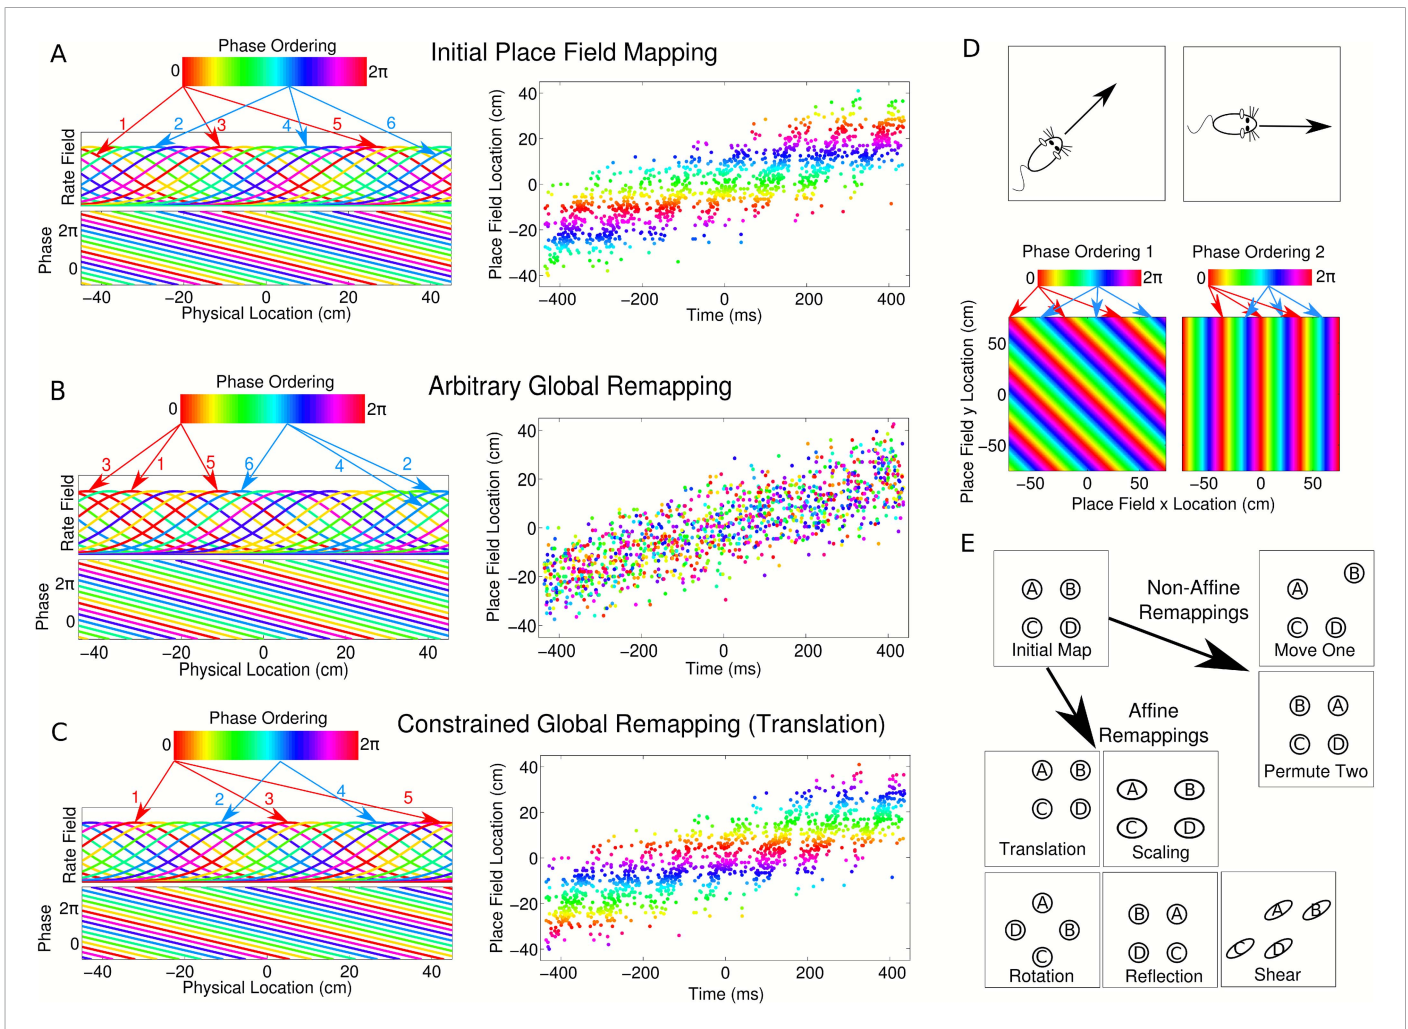 A
Phase Ordering
Initial Place Field Mapping
0
2π
1
2
3
4
5
6
Rate Field
Phase
2π
0
−40
−20
0
20
40
Physical Location (cm)
Place Field Location (cm)
40
20
0
−20
−40
−400
−200
0
200
400
Time (ms)
B
Phase Ordering
Arbitrary Global Remapping
0
2π
3
1
5
6
4
2
Rate Field
Phase
2π
0
−40
−20
0
20
40
Physical Location (cm)
Place Field Location (cm)
40
20
0
−20
−40
−400
−200
0
200
400
Time (ms)
C
Phase Ordering
Constrained Global Remapping (Translation)
0
2π
1
2
3
4
5
Rate Field
Phase
2π
0
−40
−20
0
20
40
Physical Location (cm)
Place Field Location (cm)
40
20
0
−20
−40
−400
−200
0
200
400
Time (ms)
D
Phase Ordering 1
Phase Ordering 2
0
2π
0
2π
Place Field y Location (cm)
50
0
−50
−50
0
50
−50
0
50
Place Field x Location (cm)
E
A B
C D
Initial Map
Non-Affine
Remappings
B
A
C D
Move One
B A
C D
Permute Two
Affine
Remappings
A B
C D
Translation
A B
C D
Scaling
A
D B
C
Rotation
B A
D C
Reflection
A B
C D
Shear